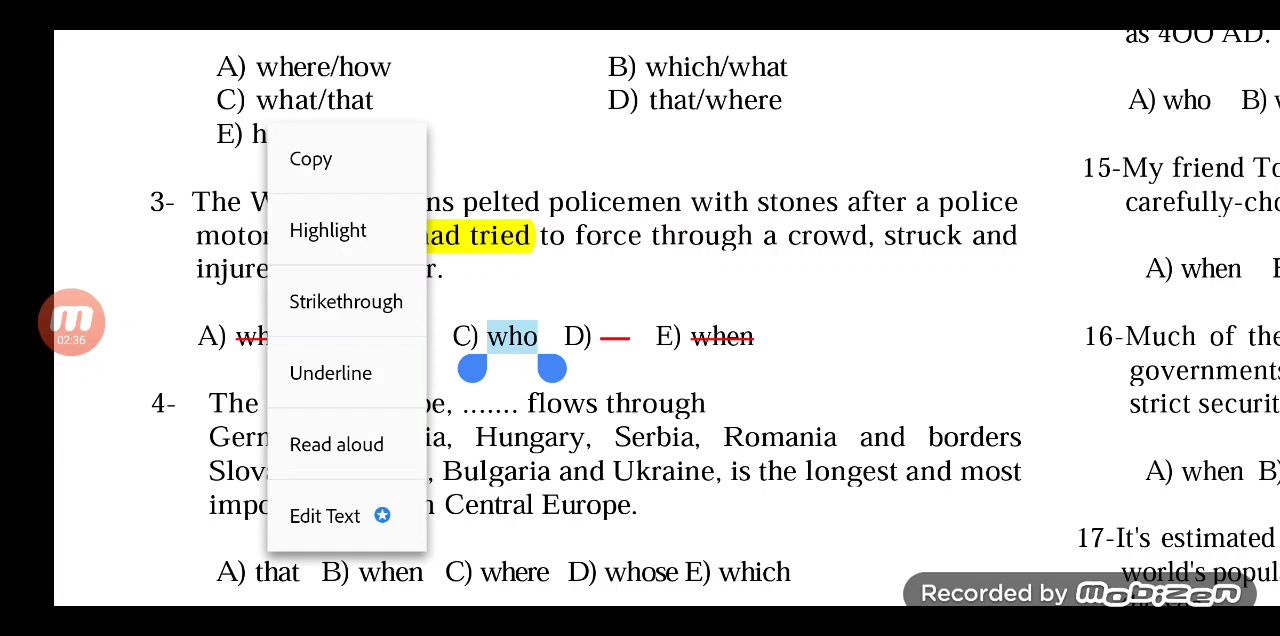 as 400 AD.
A) where/how B) which/what
C) what/that D) that/where
E) h
A) who B)
3- The W ns pelted policemen with stones after a police
motor had tried to force through a crowd, struck and
injure r.
A) wh C) who D) — E) when
4- The pe, ....... flows through
Gern ia, Hungary, Serbia, Romania and borders
Slova , Bulgaria and Ukraine, is the longest and most
impo n Central Europe.
A) that B) when C) where D) whose E) which
Copy
Highlight
Strikethrough
Underline
Read aloud
Edit Text
02:36
15-My friend To
carefully-cho
A) when
16-Much of the
governments
strict securit
A) when B)
17-It's estimated
world's popul
Recorded by mobizen